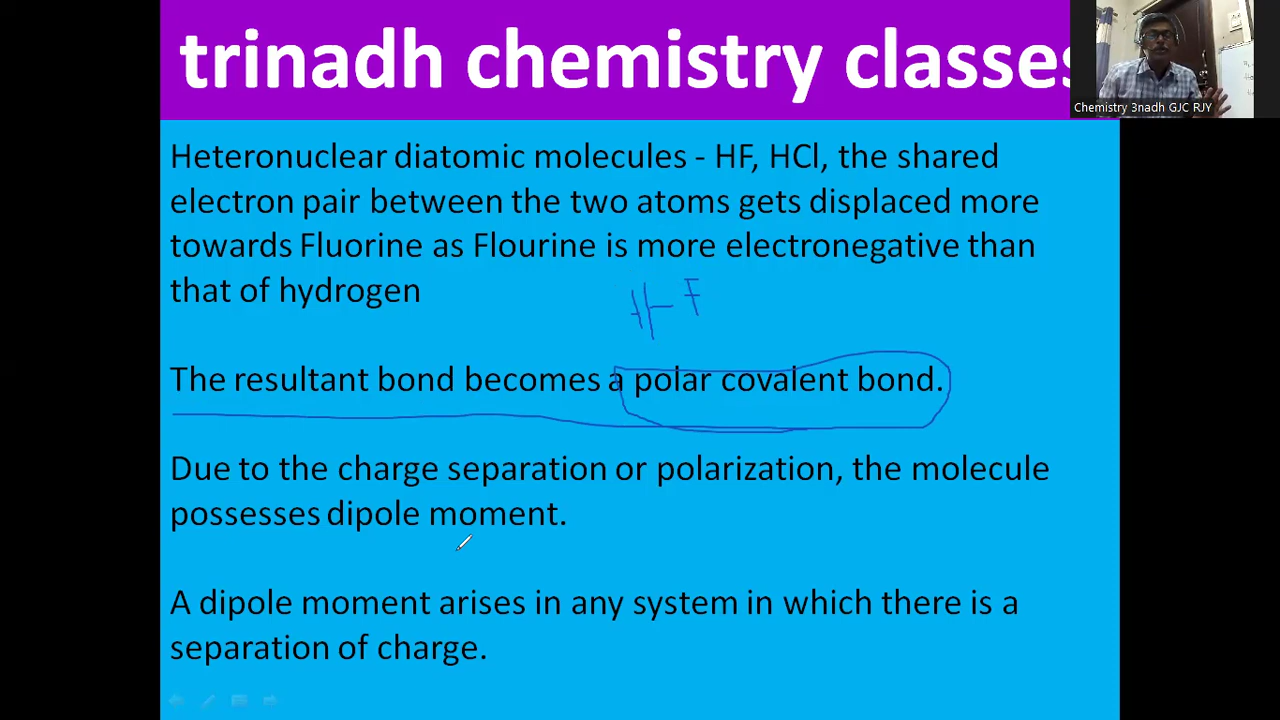 trinadh chemistry classes
Chemistry 3nadh GJC RJY
Heteronuclear diatomic molecules - HF, HCl, the shared
electron pair between the two atoms gets displaced more
towards Fluorine as Flourine is more electronegative than
that of hydrogen
H-F
The resultant bond becomes a polar covalent bond.
Due to the charge separation or polarization, the molecule
possesses dipole moment.
A dipole moment arises in any system in which there is a
separation of charge.